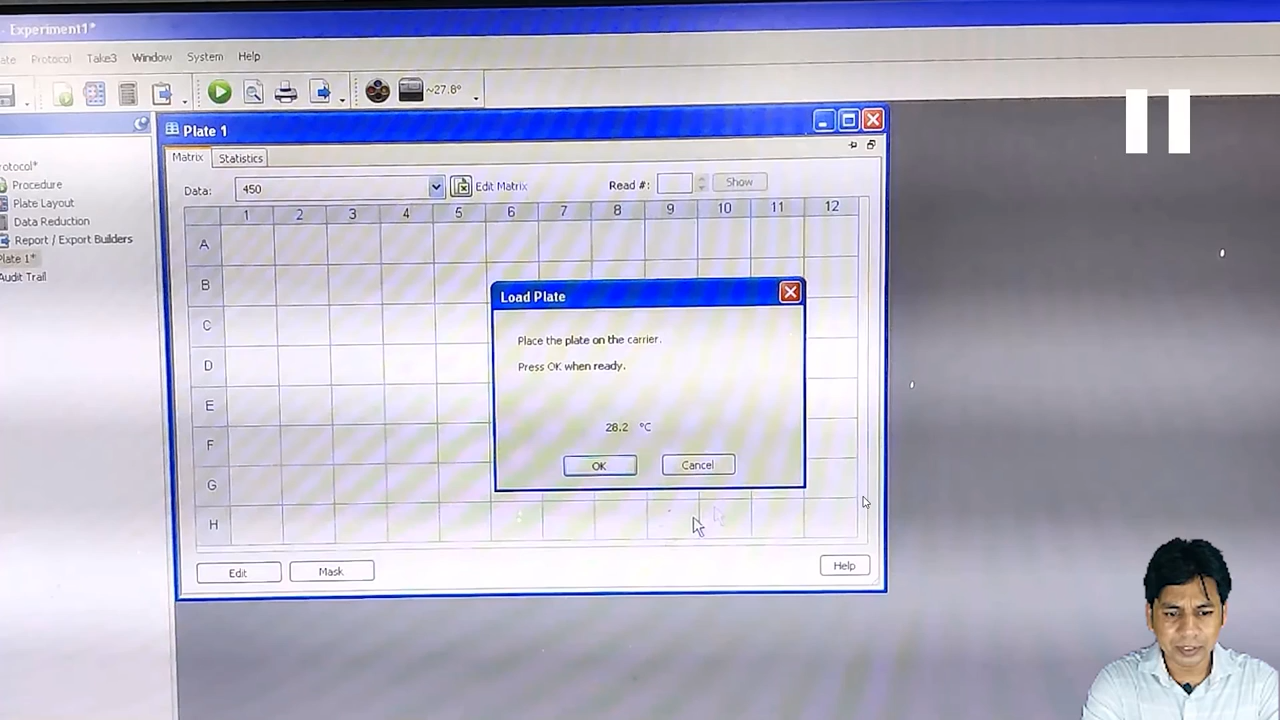 - Experiment1*
Protocol Take3 Window System Help
~27.8°
Plate 1
Matrix Statistics
Data: 450 Edit Matrix Read #: Show
1 2 3 4 5 6 7 8 9 10 11 12
A
B
C
D
E
F
G
H
rotocol*
Procedure
Plate Layout
Data Reduction
Report / Export Builders
Plate 1*
Audit Trail
Load Plate
Place the plate on the carrier.
Press OK when ready.
28.2 °C
OK Cancel
Edit Mask Help